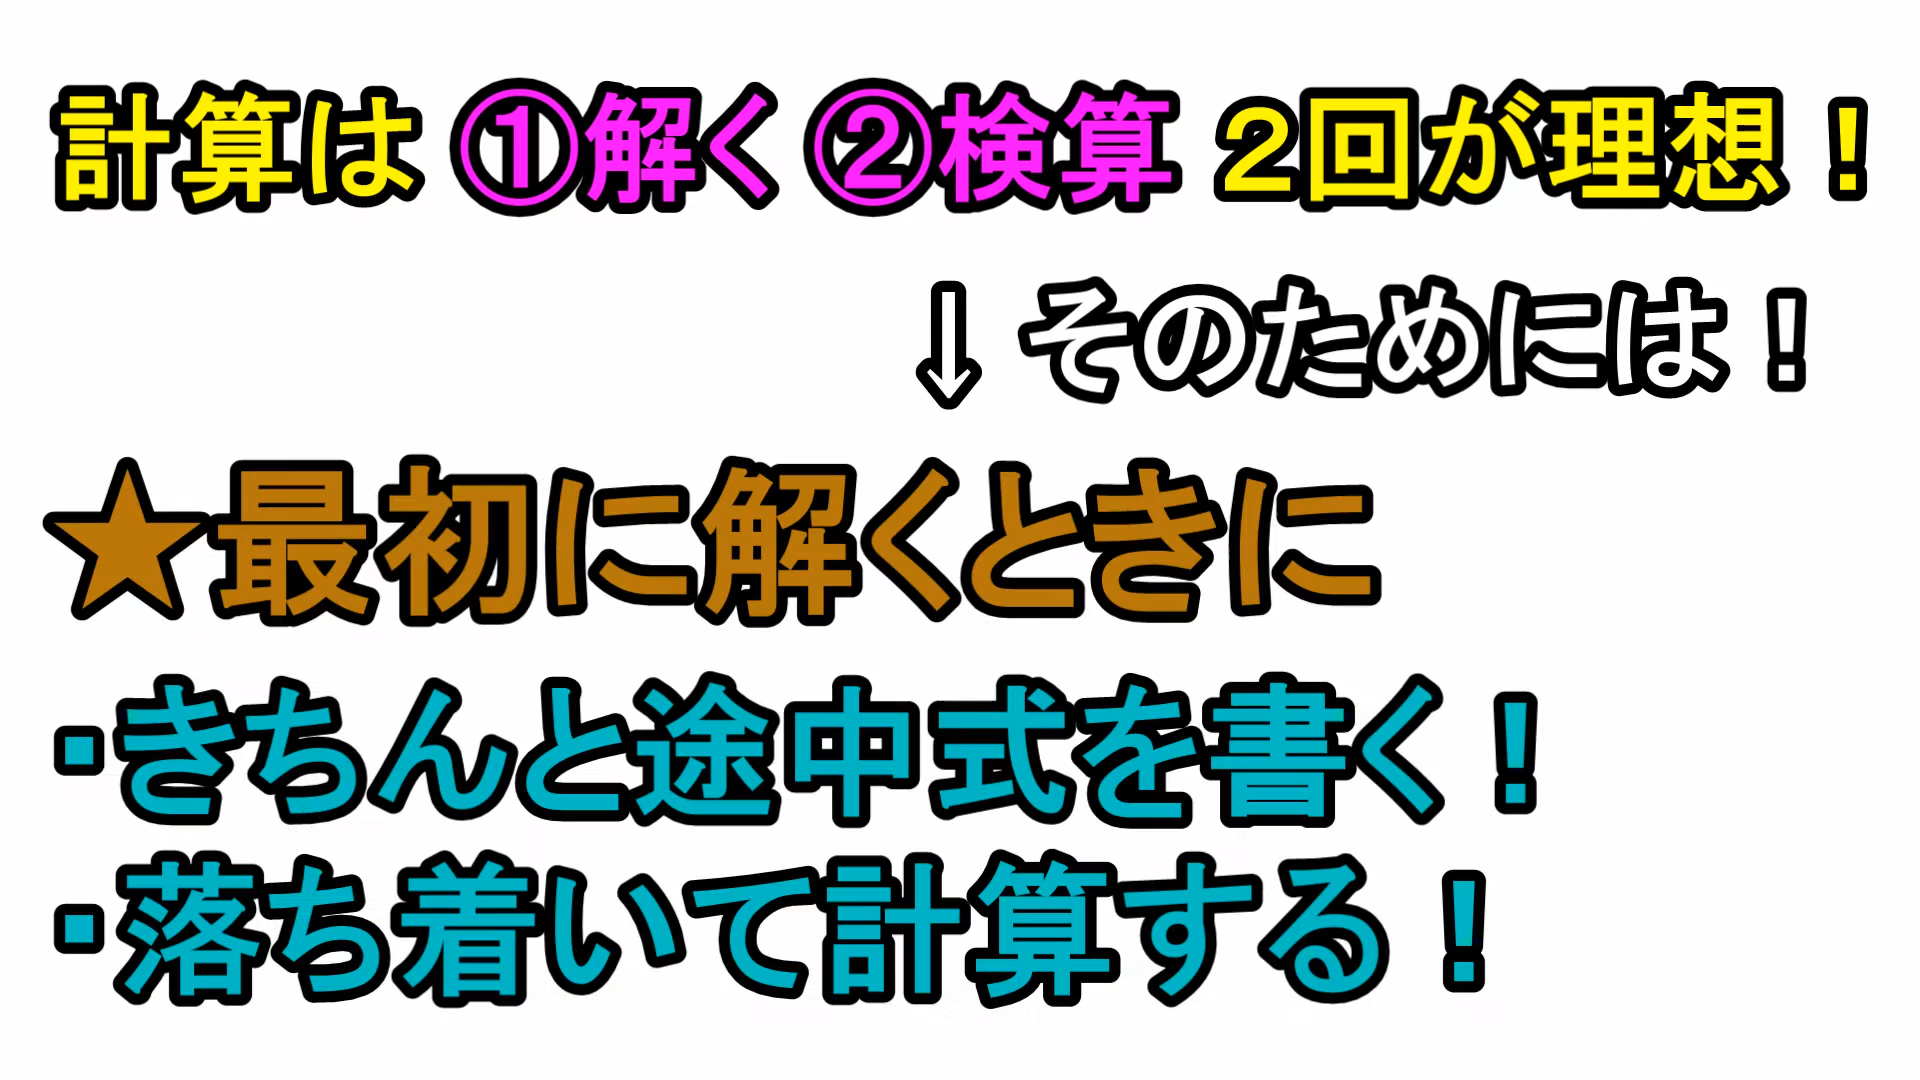 計算は ①解く ②検算 ２回が理想！
↓ そのためには！
★最初に解くときに
・きちんと途中式を書く！
・落ち着いて計算する！